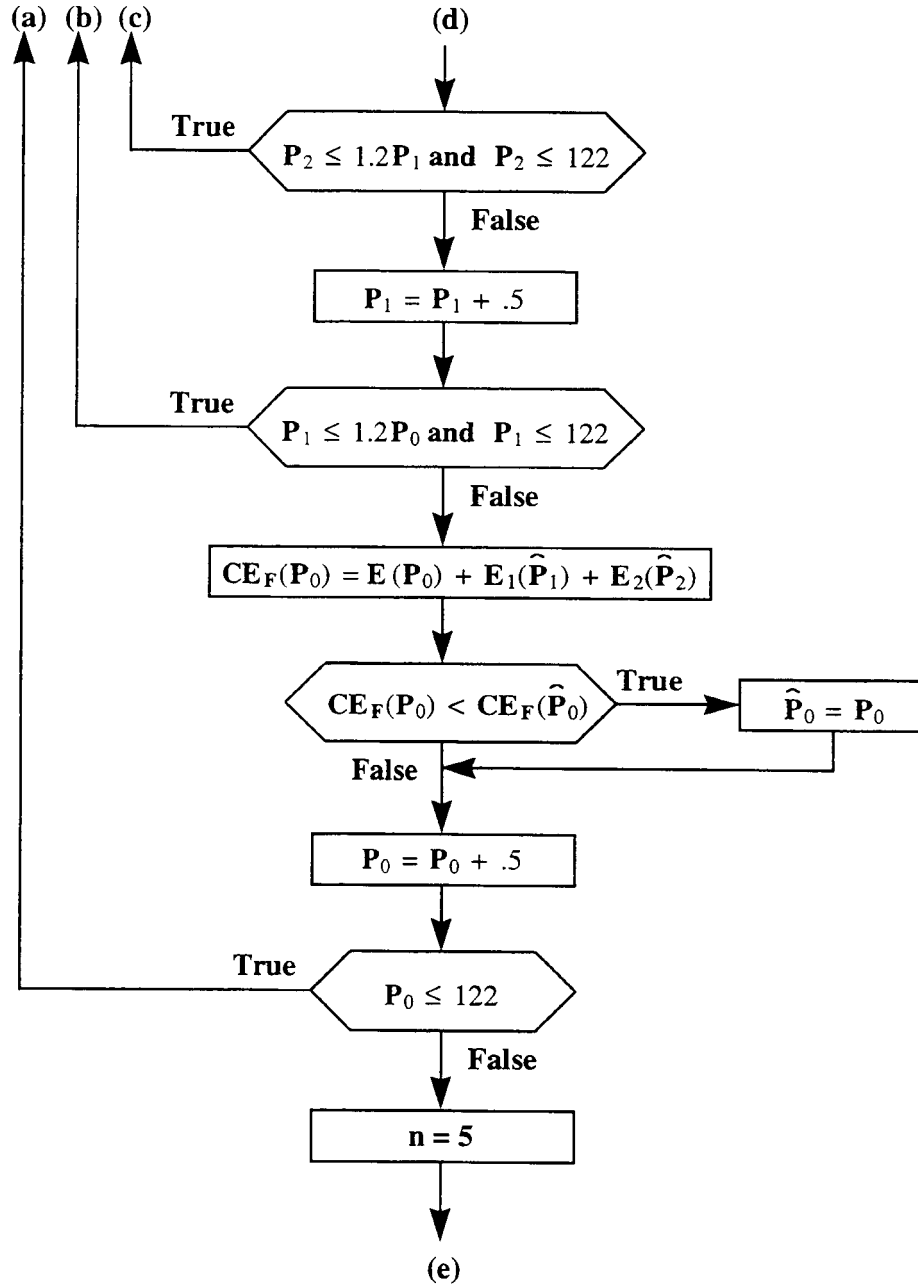 (a) (b) (c) (d)
True
P₂ ≤ 1.2P₁ and P₂ ≤ 122
False
P₁ = P₁ + .5
True
P₁ ≤ 1.2P₀ and P₁ ≤ 122
False
CE_F(P₀) = E(P₀) + E₁(P̂₁) + E₂(P̂₂)
CE_F(P₀) < CE_F(P̂₀)
True
P̂₀ = P₀
False
P₀ = P₀ + .5
True
P₀ ≤ 122
False
n = 5
(e)